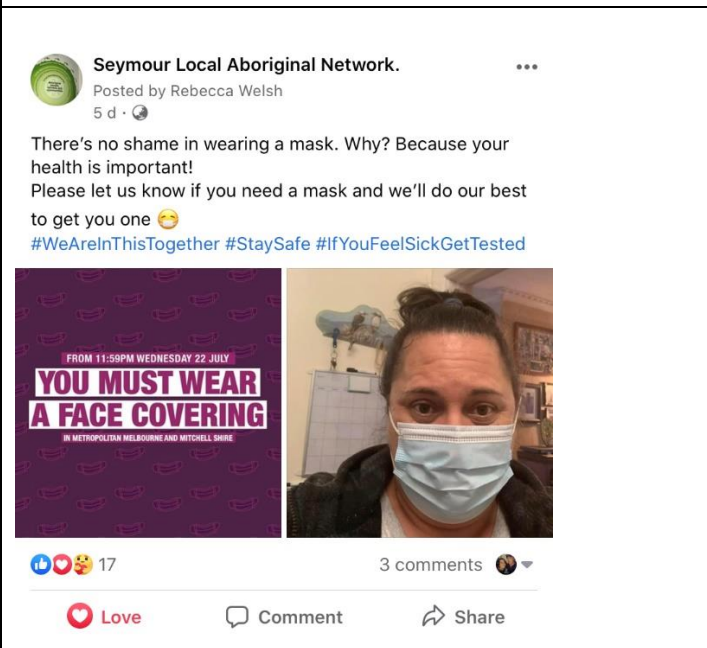 Seymour Local Aboriginal Network.
Posted by Rebecca Welsh
5 d ·
There's no shame in wearing a mask. Why? Because your
health is important!
Please let us know if you need a mask and we'll do our best
to get you one 😷
#WeAreInThisTogether #StaySafe #IfYouFeelSickGetTested
FROM 11:59PM WEDNESDAY 22 JULY
YOU MUST WEAR
A FACE COVERING
IN METROPOLITAN MELBOURNE AND MITCHELL SHIRE
17
3 comments
Love
Comment
Share